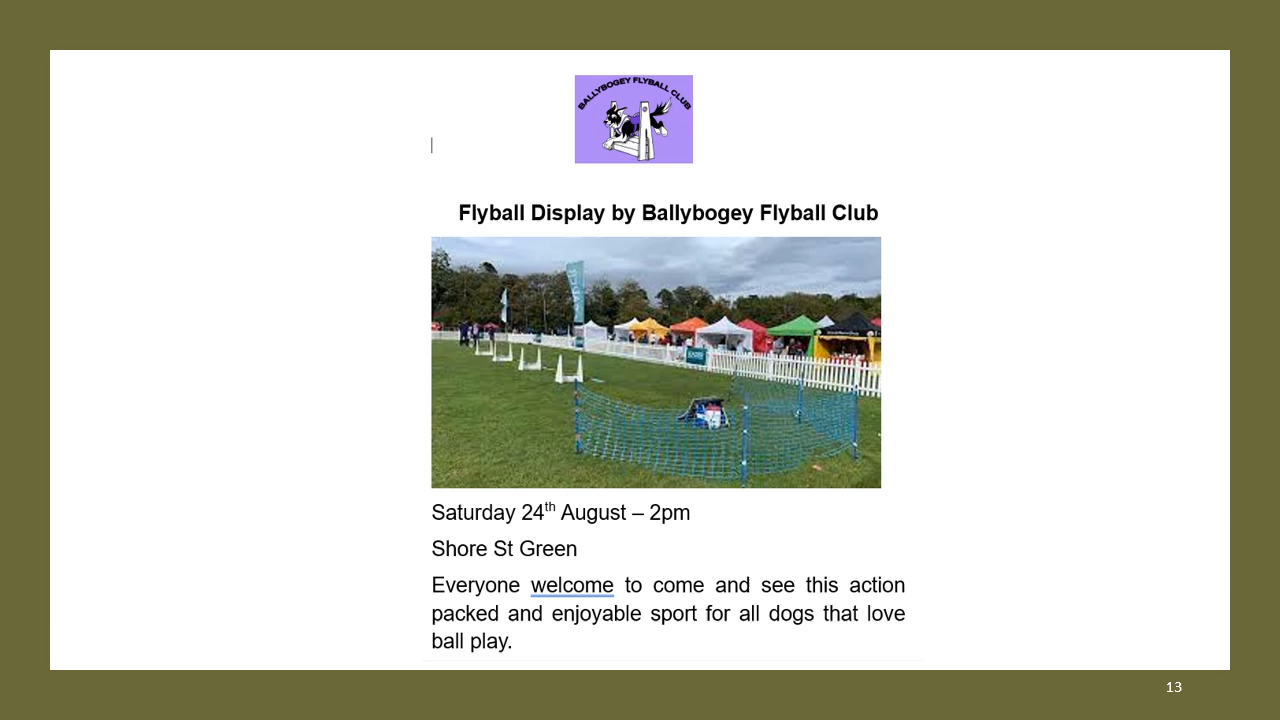 BALLYBOGEY FLYBALL CLUB
Flyball Display by Ballybogey Flyball Club
Saturday 24th August – 2pm
Shore St Green
Everyone welcome to come and see this action
packed and enjoyable sport for all dogs that love
ball play.
13